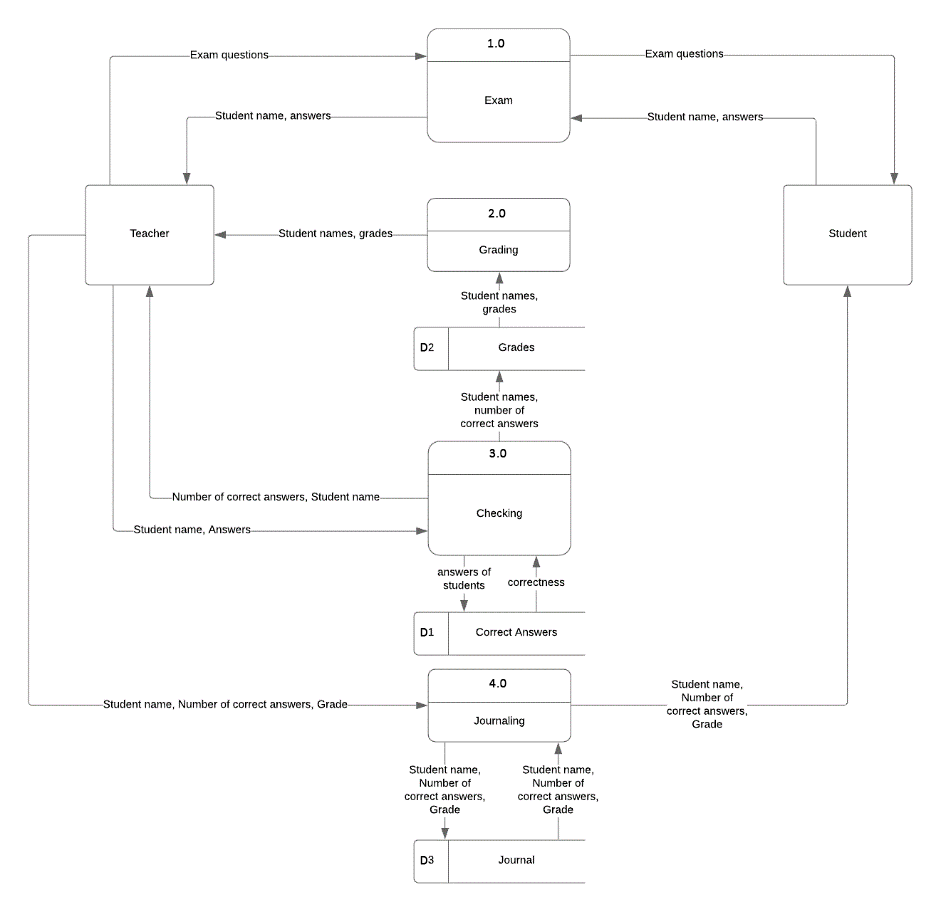 1.0
Exam questions
Exam questions
Exam
Student name, answers
Student name, answers
Teacher
2.0
Student names, grades
Grading
Student
Student names,
grades
D2
Grades
Student names,
number of
correct answers
3.0
Number of correct answers, Student name
Checking
Student name, Answers
answers of
students
correctness
D1
Correct Answers
4.0
Student name, Number of correct answers, Grade
Journaling
Student name,
Number of
correct answers,
Grade
Student name,
Number of
correct answers,
Grade
Student name,
Number of
correct answers,
Grade
D3
Journal